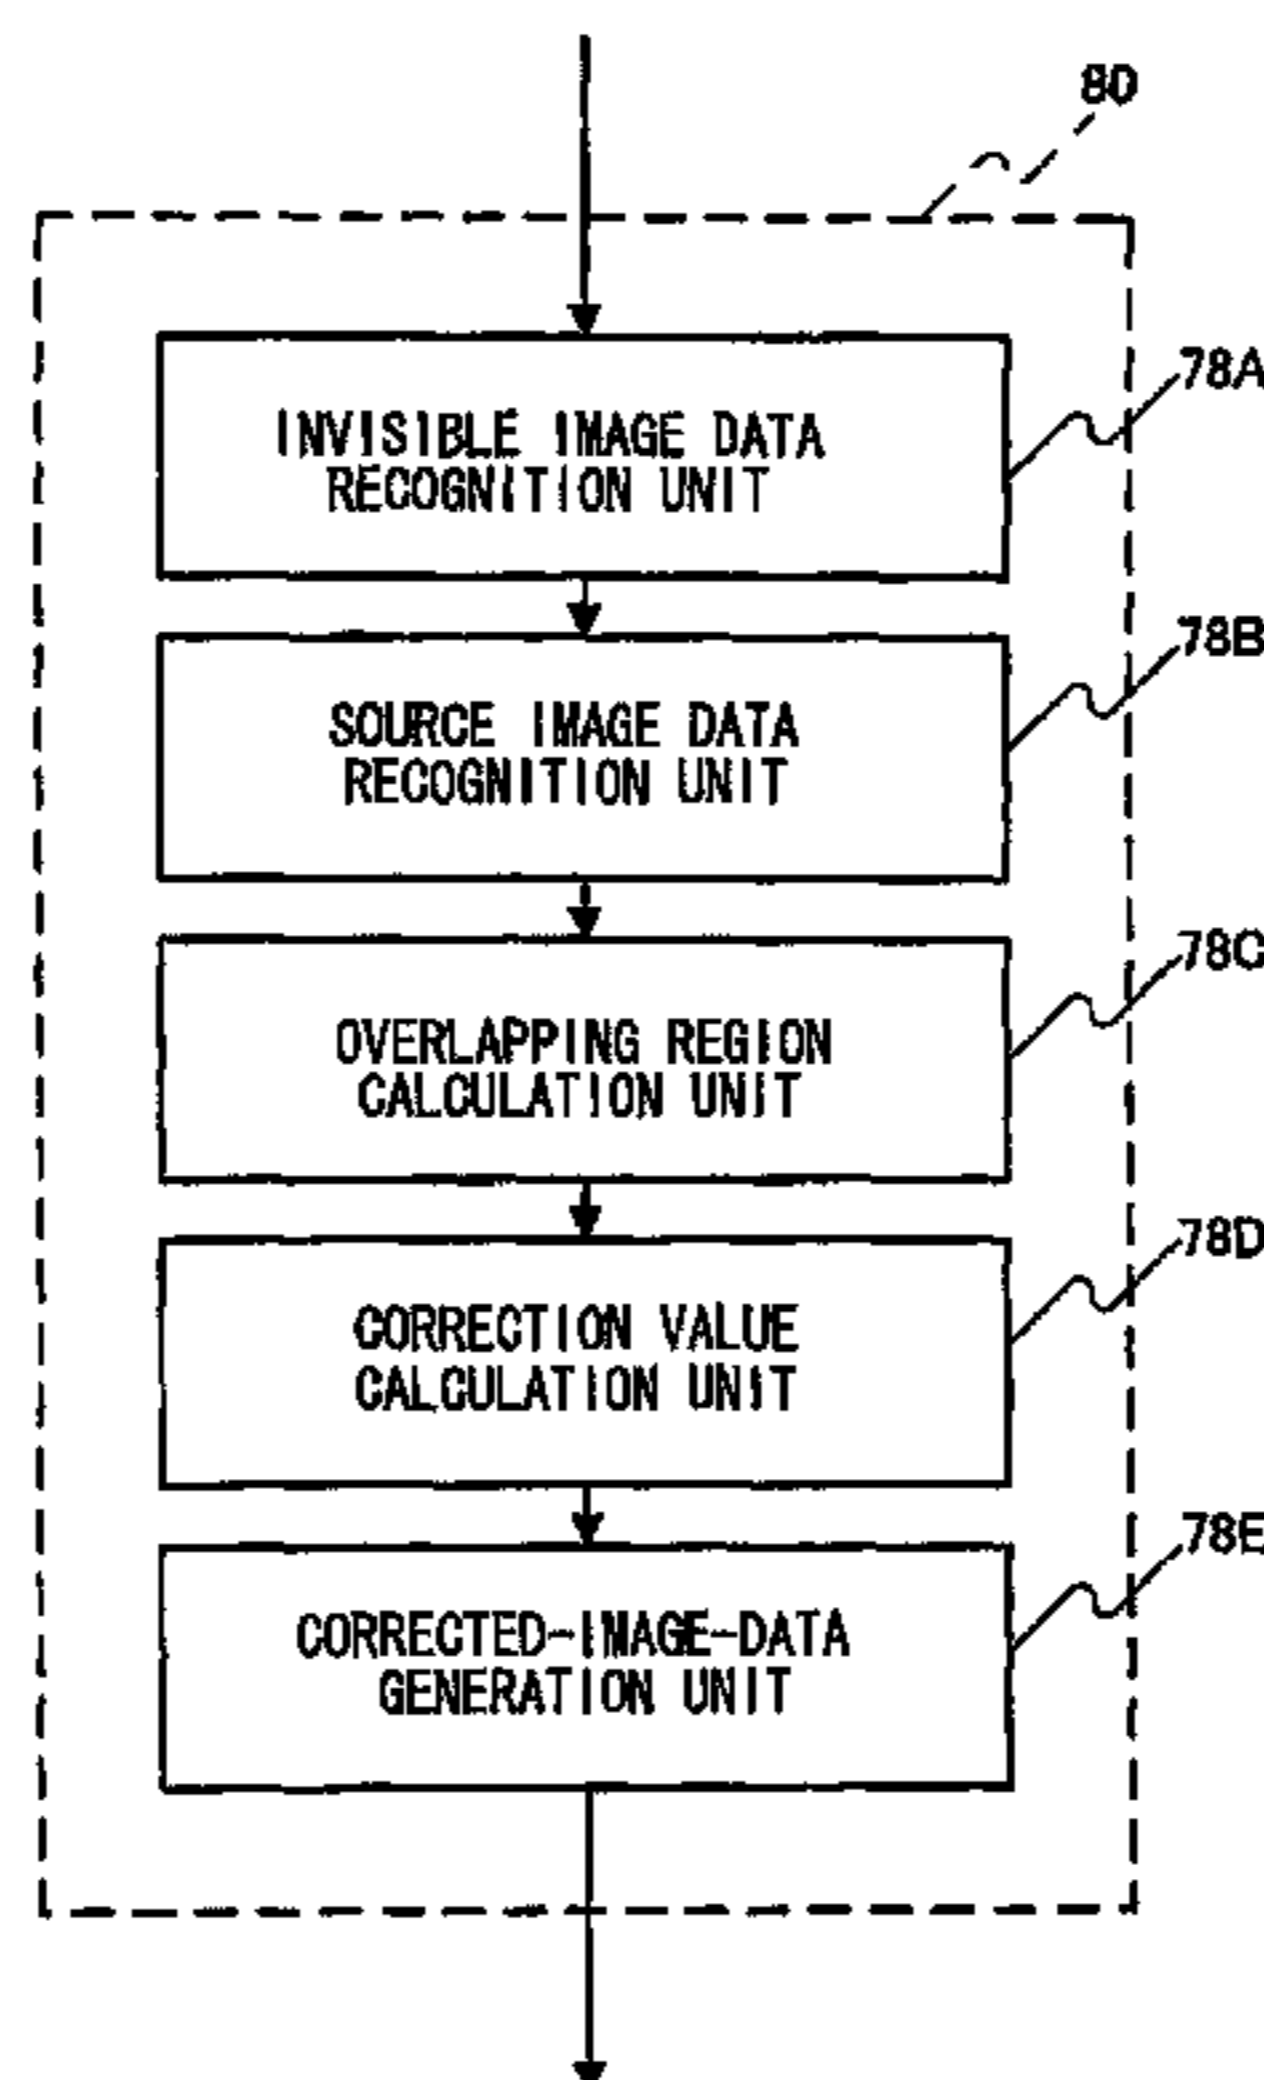 80
INVISIBLE IMAGE DATA
RECOGNITION UNIT
78A
SOURCE IMAGE DATA
RECOGNITION UNIT
78B
OVERLAPPING REGION
CALCULATION UNIT
78C
CORRECTION VALUE
CALCULATION UNIT
78D
CORRECTED-IMAGE-DATA
GENERATION UNIT
78E